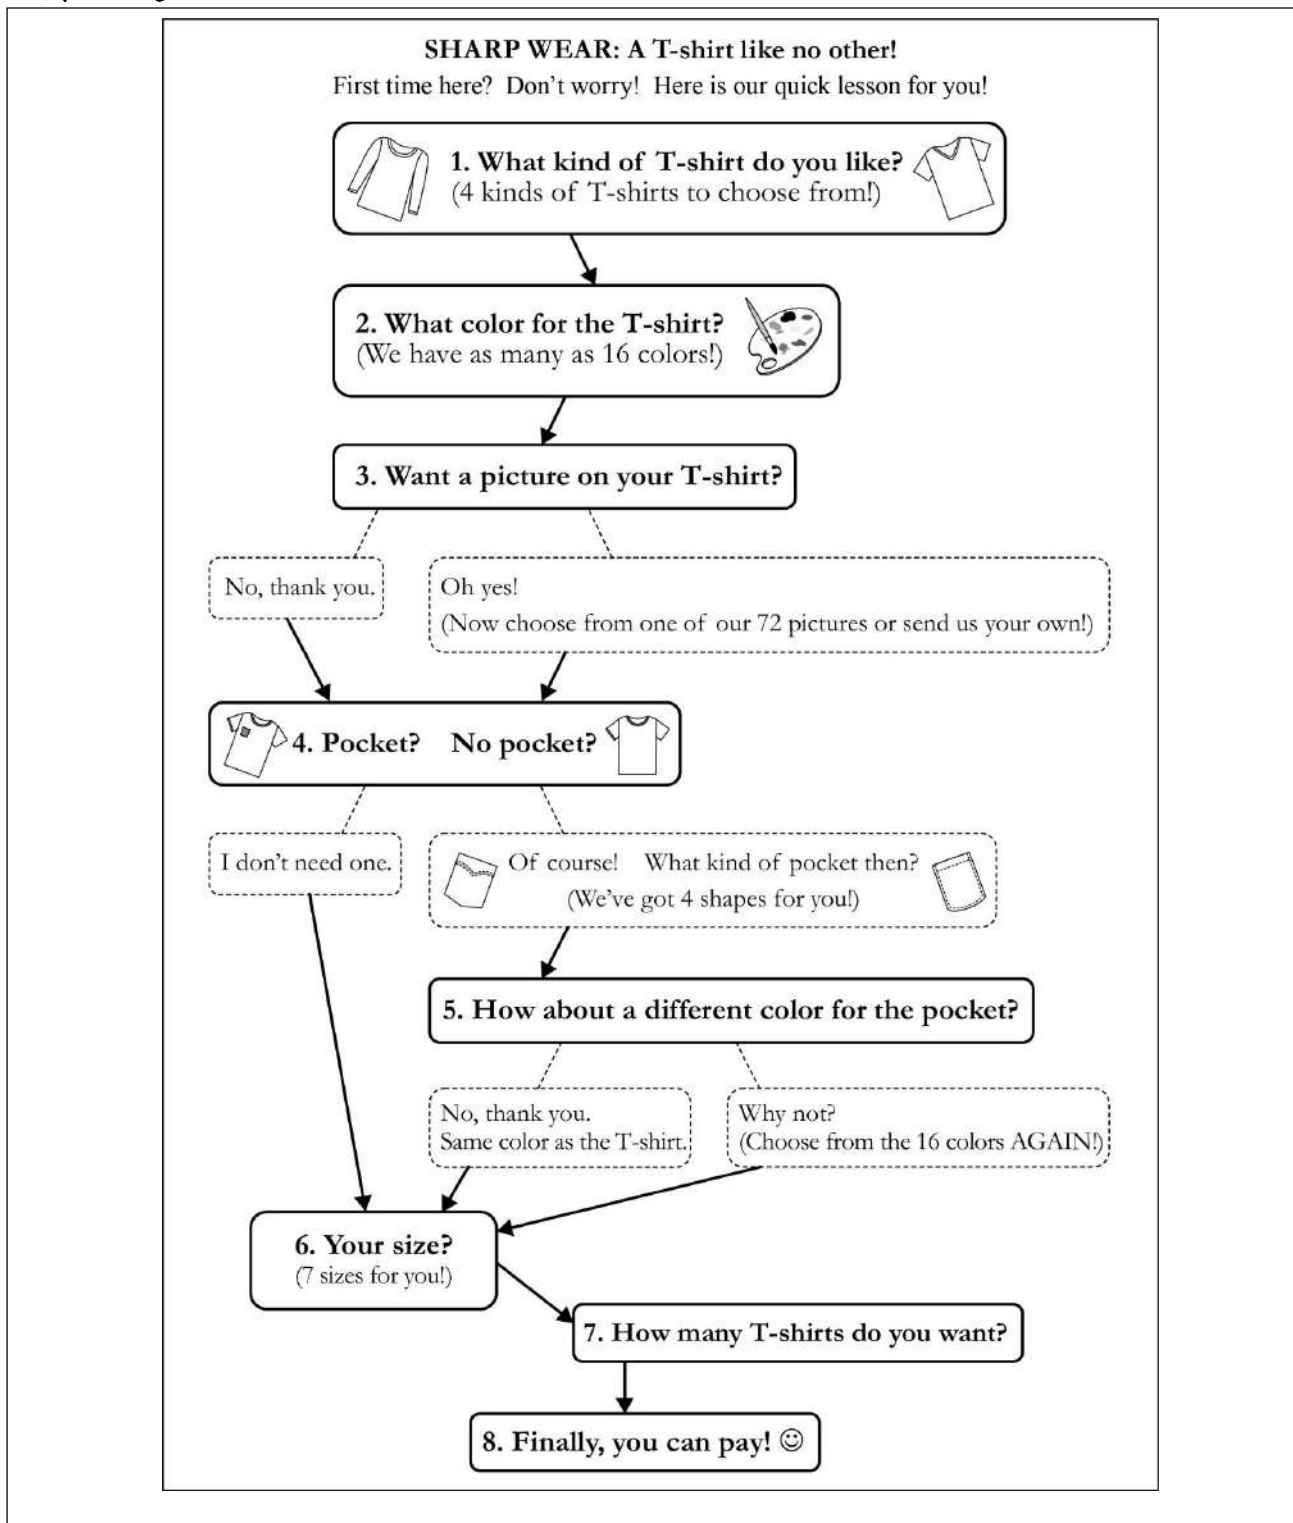 SHARP WEAR: A T-shirt like no other!
First time here? Don't worry! Here is our quick lesson for you!
1. What kind of T-shirt do you like?
(4 kinds of T-shirts to choose from!)
2. What color for the T-shirt?
(We have as many as 16 colors!)
3. Want a picture on your T-shirt?
No, thank you.
Oh yes!
(Now choose from one of our 72 pictures or send us your own!)
4. Pocket? No pocket?
I don't need one.
Of course! What kind of pocket then?
(We've got 4 shapes for you!)
5. How about a different color for the pocket?
No, thank you.
Same color as the T-shirt.
Why not?
(Choose from the 16 colors AGAIN!)
6. Your size?
(7 sizes for you!)
7. How many T-shirts do you want?
8. Finally, you can pay! ☺